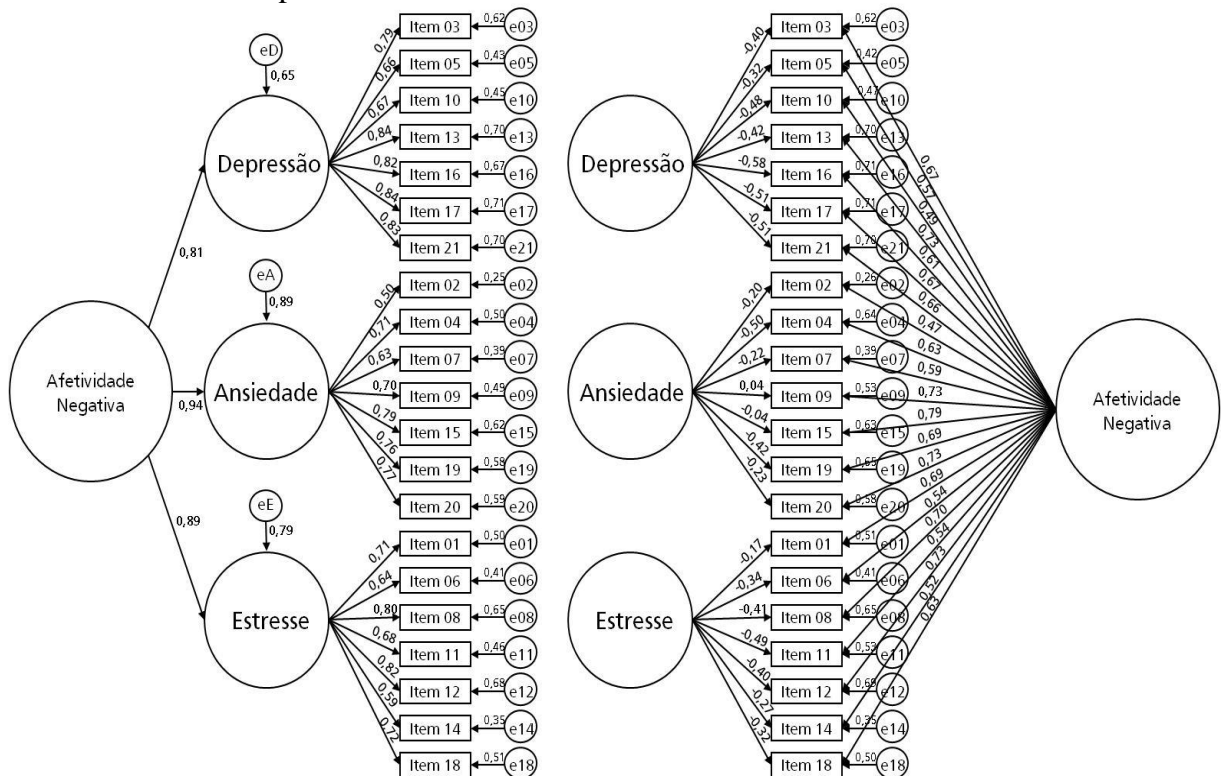 eD
0,65
Depressão
0,81
0,79
0,66
0,67
0,84
0,82
0,84
0,83
Item 03 0,62 e03
Item 05 0,43 e05
Item 10 0,45 e10
Item 13 0,70 e13
Item 16 0,67 e16
Item 17 0,71 e17
Item 21 0,70 e21
eA
0,89
Ansiedade
0,94
0,50
0,71
0,63
0,70
0,79
0,76
0,77
Item 02 0,25 e02
Item 04 0,50 e04
Item 07 0,39 e07
Item 09 0,49 e09
Item 15 0,62 e15
Item 19 0,58 e19
Item 20 0,59 e20
Afetividade
Negativa
0,89
eE
0,79
Estresse
0,71
0,64
0,80
0,68
0,82
0,59
0,72
Item 01 0,50 e01
Item 06 0,41 e06
Item 08 0,65 e08
Item 11 0,46 e11
Item 12 0,68 e12
Item 14 0,35 e14
Item 18 0,51 e18
Depressão
-0,40
-0,32
-0,48
-0,42
-0,58
-0,51
-0,51
Item 03 0,62 e03
Item 05 0,42 e05
Item 10 0,47 e10
Item 13 0,70 e13
Item 16 0,71 e16
Item 17 0,71 e17
Item 21 0,70 e21
Ansiedade
-0,20
-0,50
-0,22
0,04
-0,04
-0,42
-0,23
Item 02 0,26 e02
Item 04 0,64 e04
Item 07 0,39 e07
Item 09 0,53 e09
Item 15 0,63 e15
Item 19 0,65 e19
Item 20 0,58 e20
Estresse
-0,17
-0,34
-0,41
-0,49
-0,40
-0,27
-0,32
Item 01 0,51 e01
Item 06 0,41 e06
Item 08 0,65 e08
Item 11 0,53 e11
Item 12 0,69 e12
Item 14 0,35 e14
Item 18 0,50 e18
0,67
0,57
0,49
0,73
0,61
0,67
0,66
0,47
0,63
0,59
0,73
0,79
0,69
0,73
0,69
0,54
0,70
0,54
0,73
0,52
0,63
Afetividade
Negativa